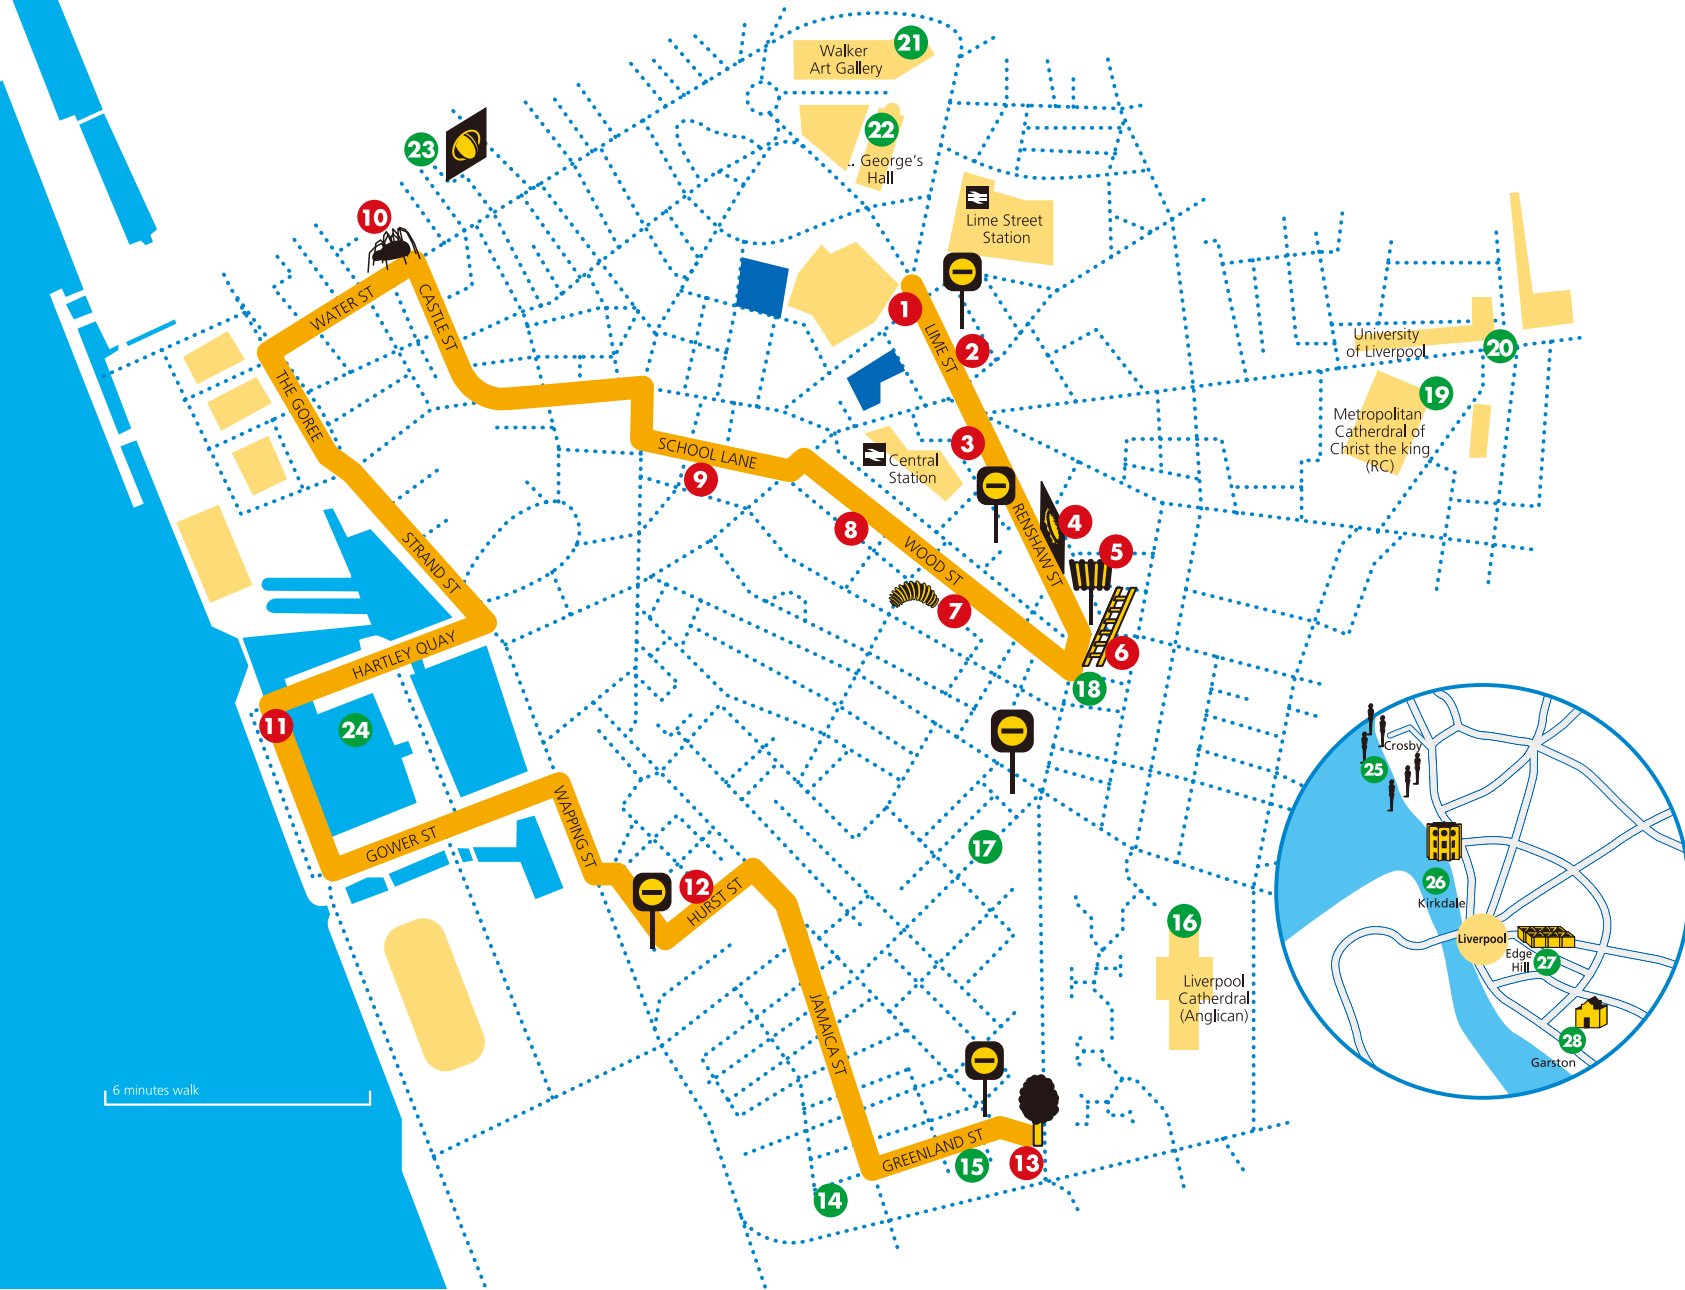 21
Walker
Art Gallery
22
. George's
Hall
23
10
Lime Street
Station
WATER ST
CASTLE ST
1
LIME ST
2
University
of Liverpool
20
19
THE GOREE
Metropolitan
Catherdral of
Christ the king
(RC)
3
SCHOOL LANE
9
Central
Station
8
WOOD ST
RENSHAW ST
4
5
STRAND ST
7
6
HARTLEY QUAY
18
11
24
GOWER ST
WAPPING ST
12
HURST ST
17
16
Liverpool
Catherdral
(Anglican)
JAMAICA ST
GREENLAND ST
15
13
14
6 minutes walk
Crosby
25
26
Kirkdale
Liverpool
Edge
Hill
27
28
Garston